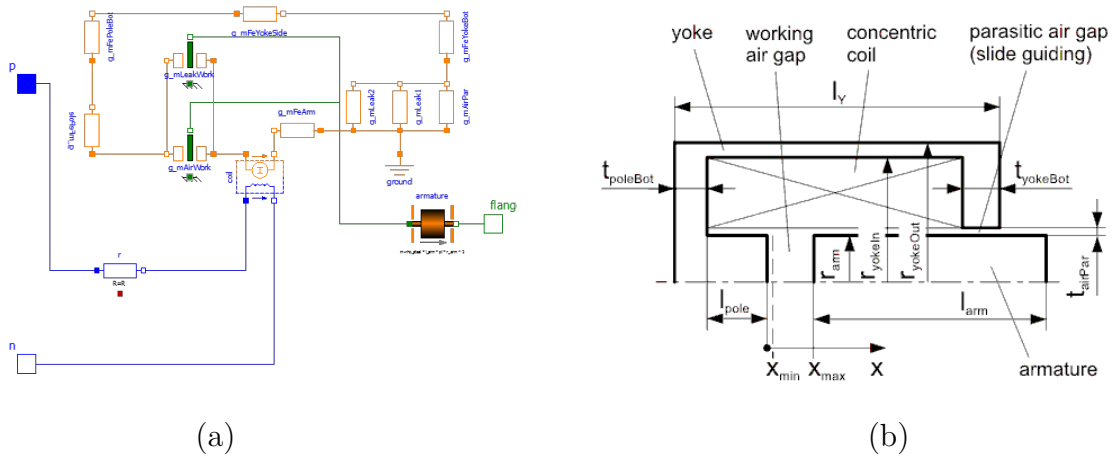 g_mFePoleBot
g_mFeYokeSide
g_mFeYokeBot
p
g_mLeakWork
g_mLeak2
g_mLeak1
g_mAirPar
g_mFeArm
g_mAirWork
coil
ground
armature
flang
r
R=R
n
(a)
yoke
working
air gap
concentric
coil
parasitic air gap
(slide guiding)
l_Y
t_poleBot
t_yokeBot
r_arm
r_yokeIn
r_yokeOut
t_airPar
l_pole
l_arm
x_min
x_max
x
armature
(b)